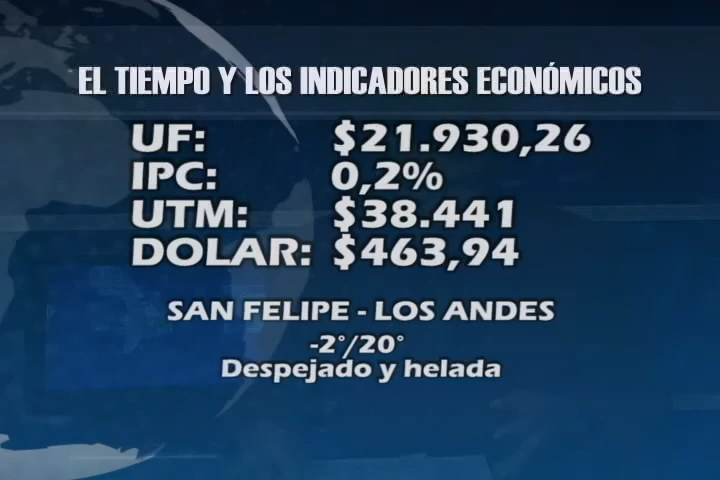 EL TIEMPO Y LOS INDICADORES ECONÓMICOS
UF: $21.930,26
IPC: 0,2%
UTM: $38.441
DOLAR: $463,94
SAN FELIPE - LOS ANDES
-2°/20°
Despejado y helada